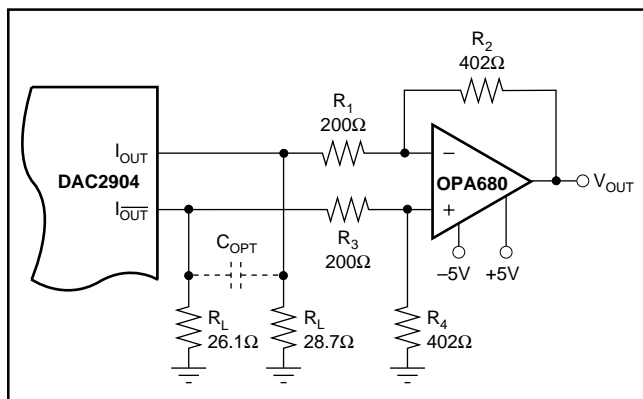 R2
402Ω
R1
200Ω
IOUT
DAC2904
IOUT
−
OPA680
+
VOUT
R3
200Ω
COPT
−5V
+5V
RL
26.1Ω
RL
28.7Ω
R4
402Ω